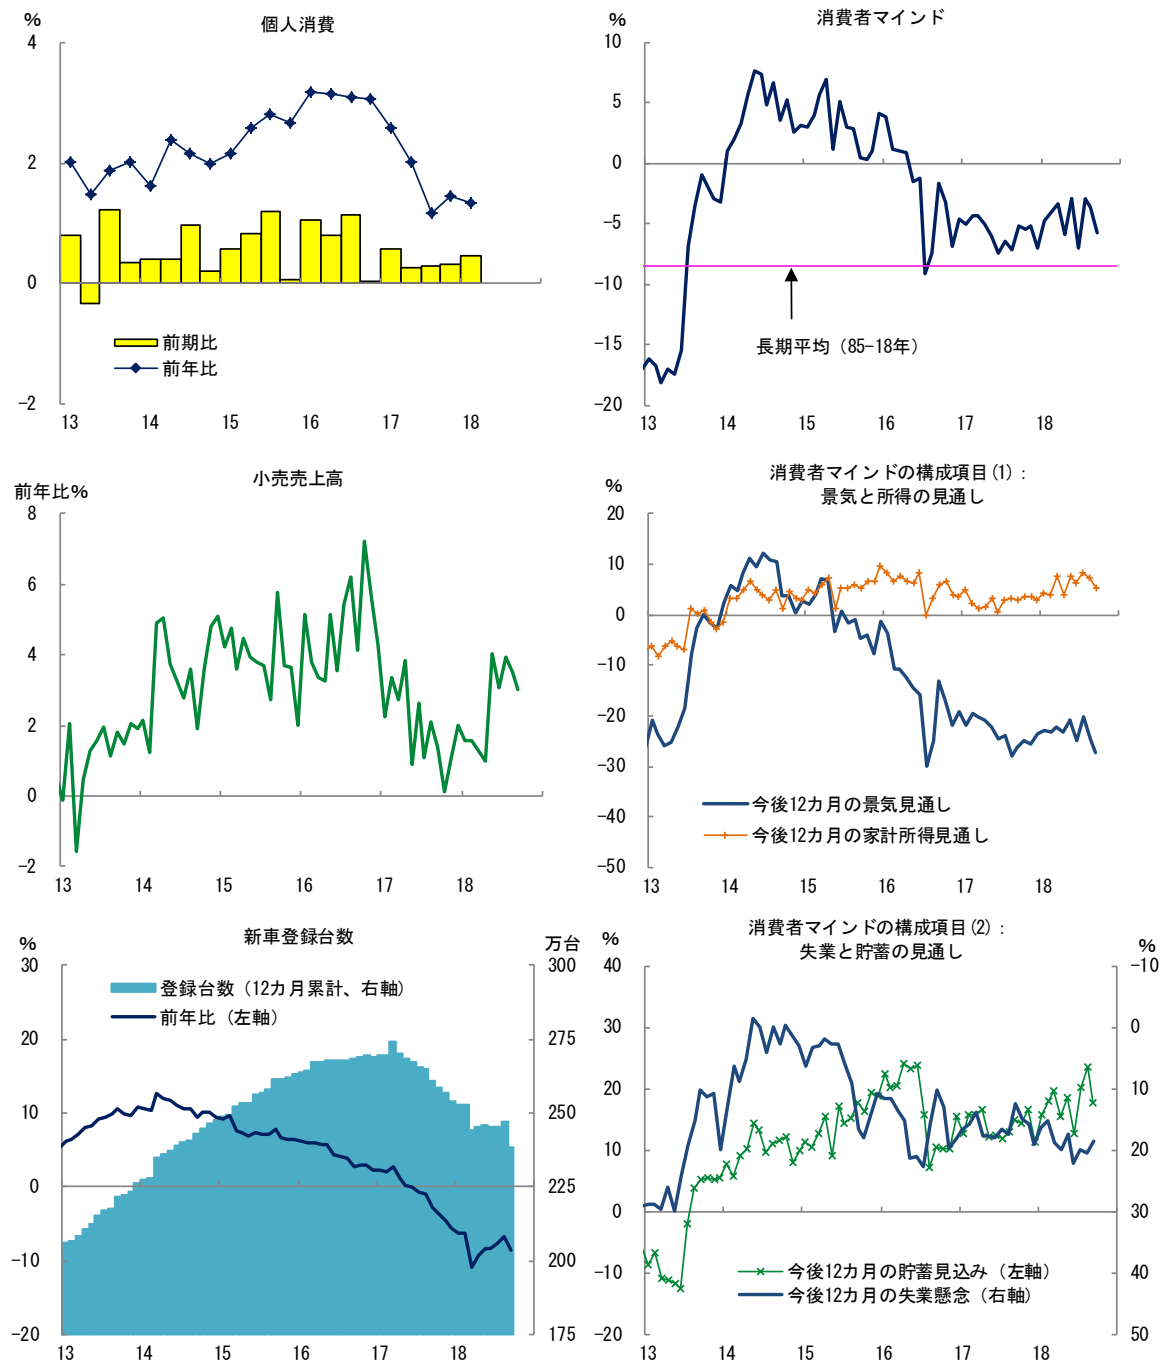 個人消費
%
4
2
0
-2
前期比
前年比
13 14 15 16 17 18
消費者マインド
%
10
5
0
-5
-10
-15
-20
長期平均（85-18年）
13 14 15 16 17 18
小売売上高
前年比%
8
6
4
2
0
-2
13 14 15 16 17 18
消費者マインドの構成項目(1)：
景気と所得の見通し
%
20
10
0
-10
-20
-30
-40
-50
今後12カ月の景気見通し
今後12カ月の家計所得見通し
13 14 15 16 17 18
新車登録台数
% 万台
30 300
20 275
10 250
0 225
-10 200
-20 175
登録台数（12カ月累計、右軸）
前年比（左軸）
13 14 15 16 17 18
消費者マインドの構成項目(2)：
失業と貯蓄の見通し
% %
40 -10
30 0
20 10
10 20
0 30
-10 40
-20 50
今後12カ月の貯蓄見込み（左軸）
今後12カ月の失業懸念（右軸）
13 14 15 16 17 18